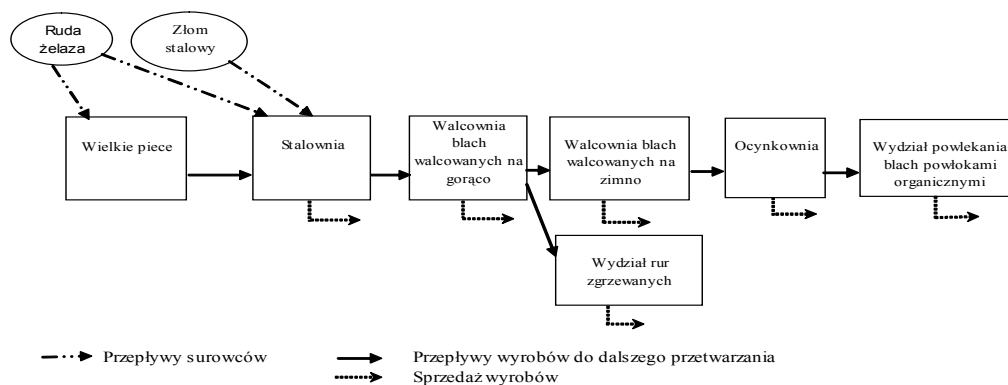 Ruda
żelaza
Złom
stalowy
Wielkie piece
Stalownia
Walcownia
blach
walcowanych na
gorąco
Walcownia blach
walcowanych na
zimno
Ocynkownia
Wydział powlekania
blach powłokami
organicznymi
Wydział rur
zgrzewanych
Przepływy surowców
Przepływy wyrobów do dalszego przetwarzania
Sprzedaż wyrobów